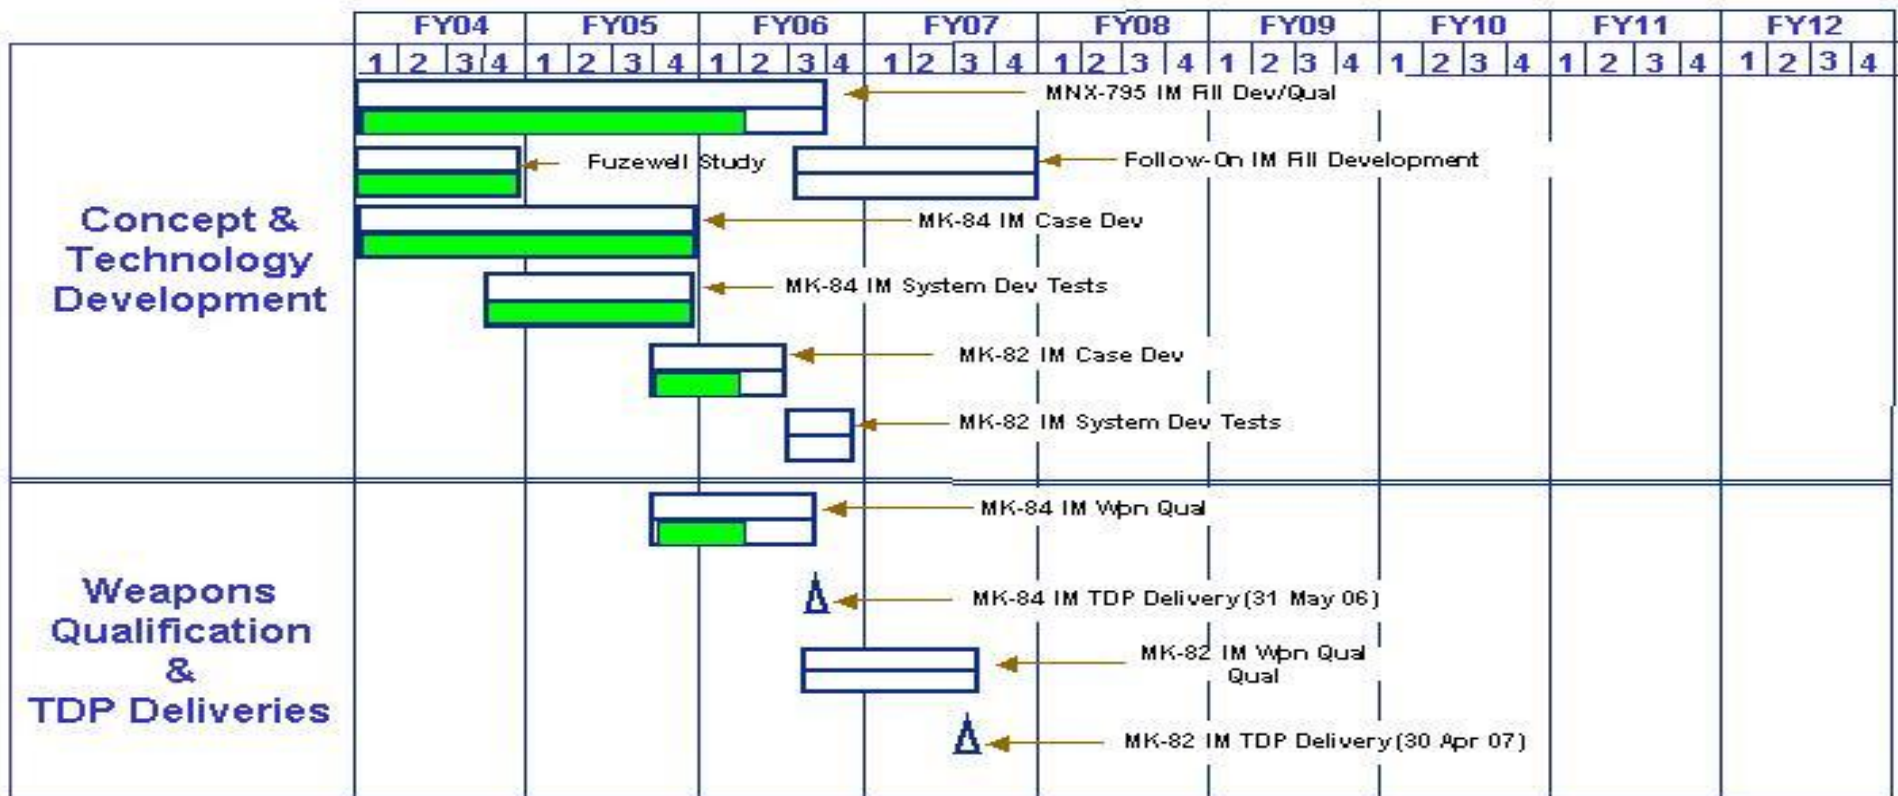 FY04 FY05 FY06 FY07 FY08 FY09 FY10 FY11 FY12
1 2 3 4 1 2 3 4 1 2 3 4 1 2 3 4 1 2 3 4 1 2 3 4 1 2 3 4 1 2 3 4 1 2 3 4
Concept &
Technology
Development
MNX-795 IM Fill Dev/Qual
Fuzewell Study
Follow-On IM Fill Development
MK-84 IM Case Dev
MK-84 IM System Dev Tests
MK-82 IM Case Dev
MK-82 IM System Dev Tests
Weapons
Qualification
&
TDP Deliveries
MK-84 IM Wpn Qual
MK-84 IM TDP Delivery (31 May 06)
MK-82 IM Wpn Qual
Qual
MK-82 IM TDP Delivery (30 Apr 07)